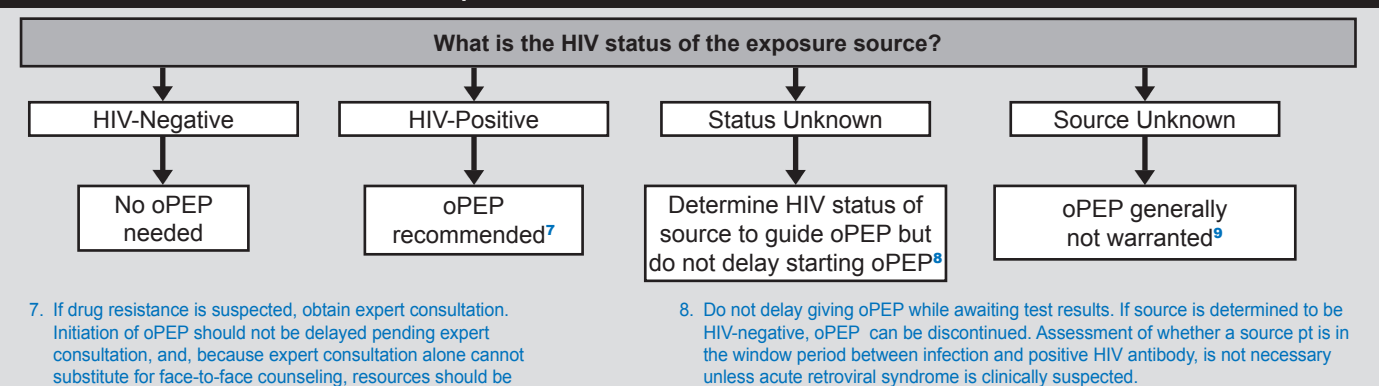 What is the HIV status of the exposure source?
HIV-Negative
HIV-Positive
Status Unknown
Source Unknown
No oPEP
needed
oPEP
recommended7
Determine HIV status of
source to guide oPEP but
do not delay starting oPEP8
oPEP generally
not warranted9
7. If drug resistance is suspected, obtain expert consultation.
Initiation of oPEP should not be delayed pending expert
consultation, and, because expert consultation alone cannot
substitute for face-to-face counseling, resources should be
8. Do not delay giving oPEP while awaiting test results. If source is determined to be
HIV-negative, oPEP  can be discontinued. Assessment of whether a source pt is in
the window period between infection and positive HIV antibody, is not necessary
unless acute retroviral syndrome is clinically suspected.